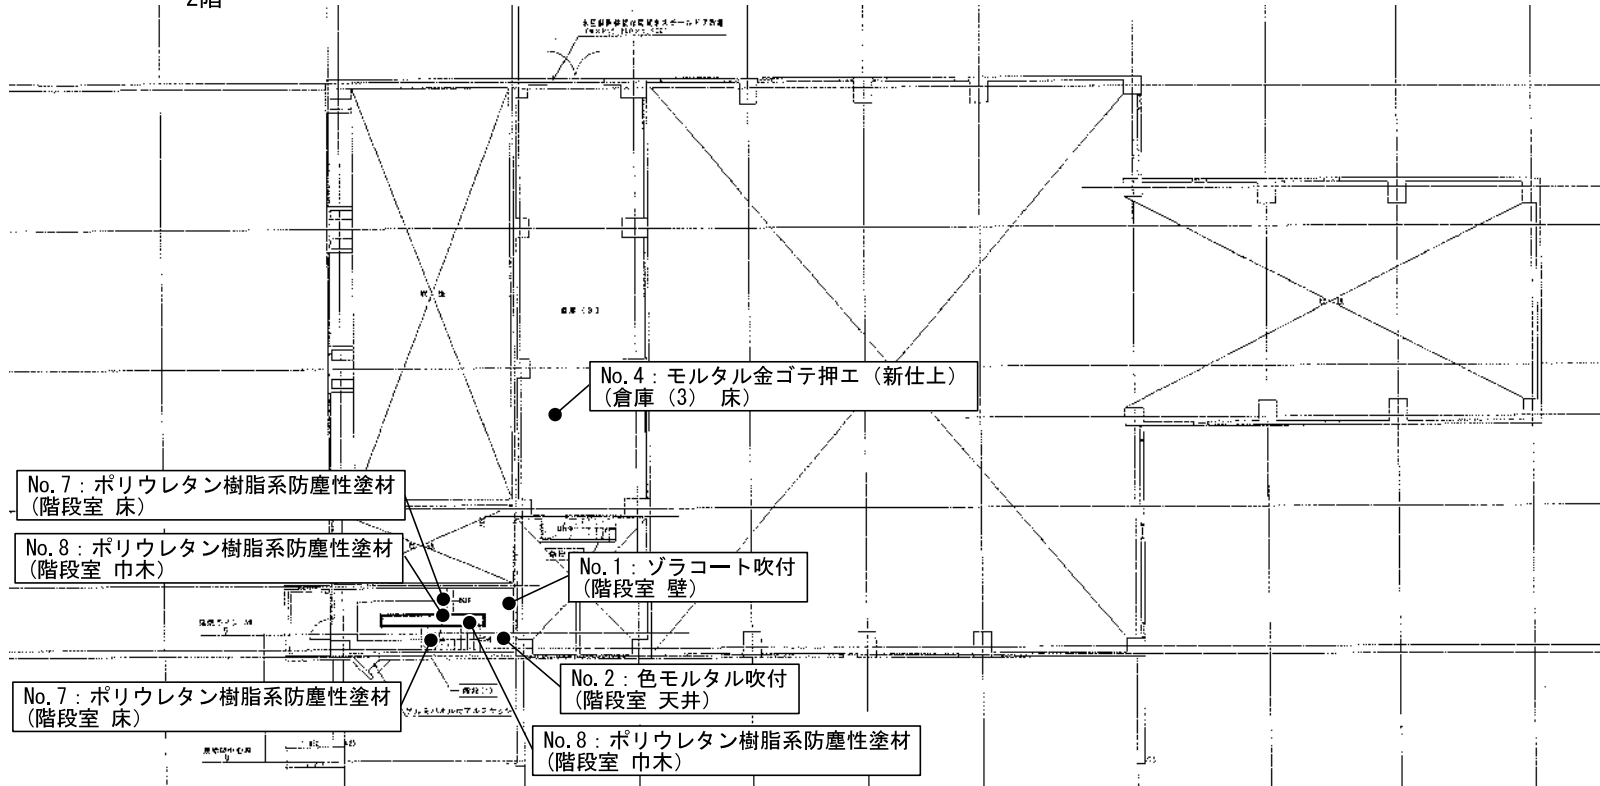 2階
No.4：モルタル金ゴテ押エ（新仕上）
（倉庫（3） 床）
No.7：ポリウレタン樹脂系防塵性塗材
（階段室 床）
No.8：ポリウレタン樹脂系防塵性塗材
（階段室 巾木）
No.1：ゾラコート吹付
（階段室 壁）
No.2：色モルタル吹付
（階段室 天井）
No.7：ポリウレタン樹脂系防塵性塗材
（階段室 床）
No.8：ポリウレタン樹脂系防塵性塗材
（階段室 巾木）